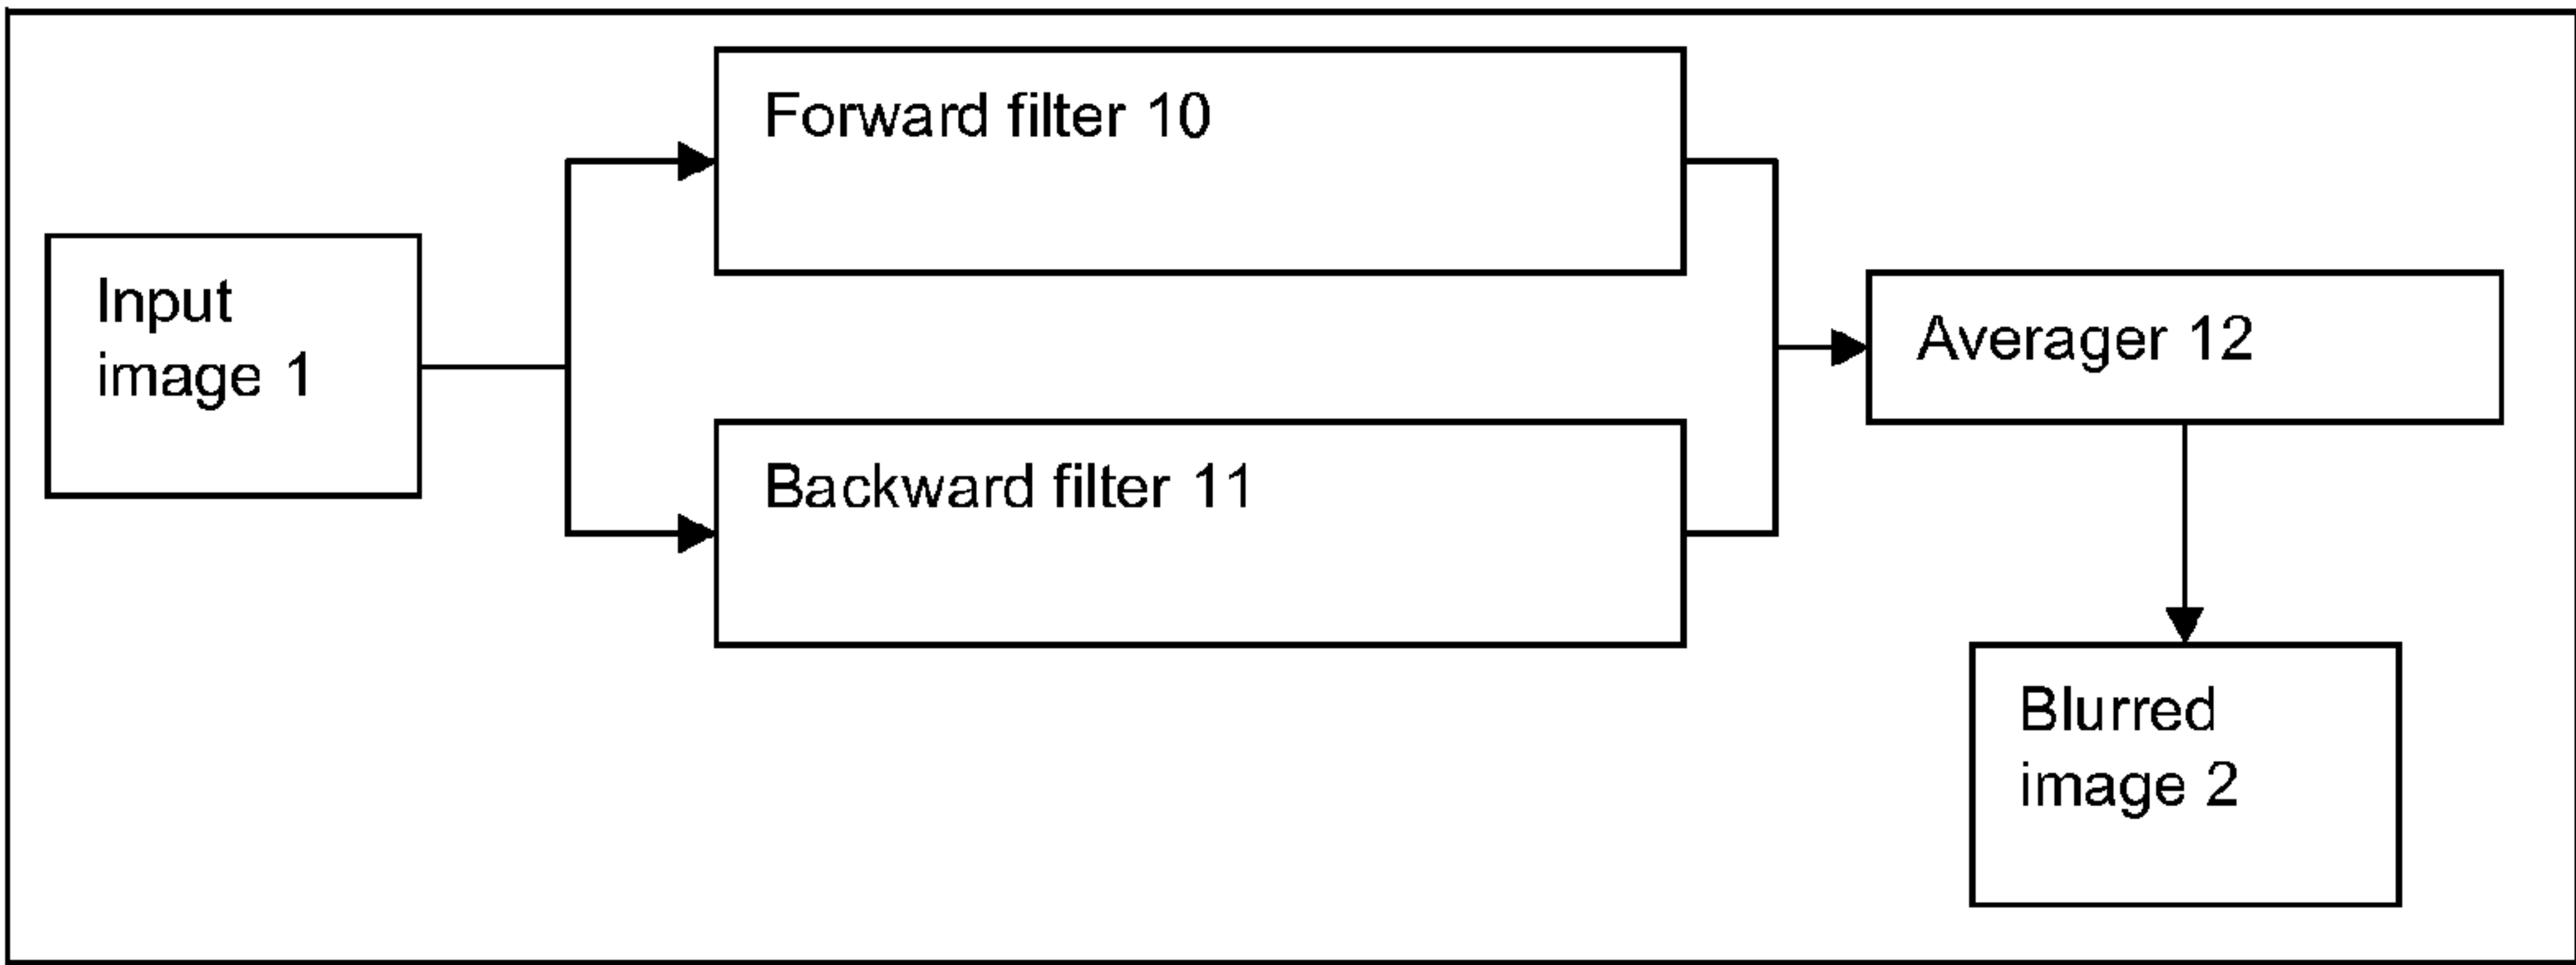 Forward filter 10
Input
image 1
Averager 12
Backward filter 11
Blurred
image 2